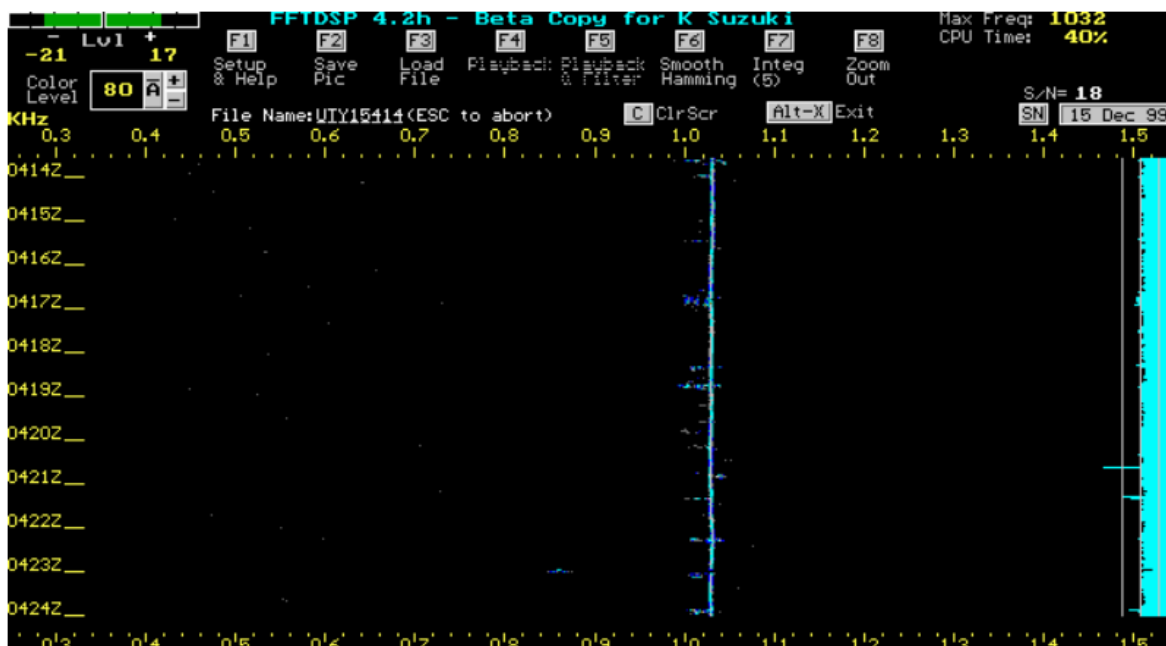 FFTDSP 4.2h - Beta Copy for K Suzuki
Max Freq: 1032
CPU Time: 40%
- Lvl +
-21 17
Color Level 80 A + -
F1 F2 F3 F4 F5 F6 F7 F8
Setup & Help
Save Pic
Load File
Playback
Playback & Filter
Smooth Hamming
Integ (5)
Zoom Out
S/N= 18
File Name:UTY15414(ESC to abort)
C ClrScr
Alt-X Exit
SN 15 Dec 99
KHz
0.3 0.4 0.5 0.6 0.7 0.8 0.9 1.0 1.1 1.2 1.3 1.4 1.5
0414Z
0415Z
0416Z
0417Z
0418Z
0419Z
0420Z
0421Z
0422Z
0423Z
0424Z
0.3 0.4 0.5 0.6 0.7 0.8 0.9 1.0 1.1 1.2 1.3 1.4 1.5